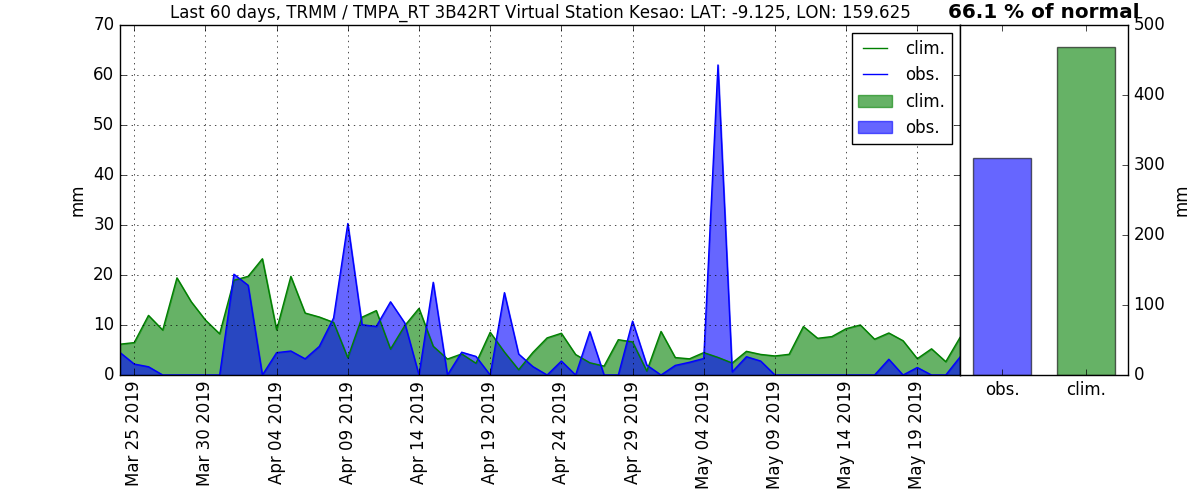 Last 60 days, TRMM / TMPA_RT 3B42RT Virtual Station Kesao: LAT: -9.125, LON: 159.625
66.1 % of normal
70
60
50
40
30
20
10
0
mm
clim.
obs.
clim.
obs.
Mar 25 2019
Mar 30 2019
Apr 04 2019
Apr 09 2019
Apr 14 2019
Apr 19 2019
Apr 24 2019
Apr 29 2019
May 04 2019
May 09 2019
May 14 2019
May 19 2019
500
400
300
200
100
0
mm
obs.
clim.